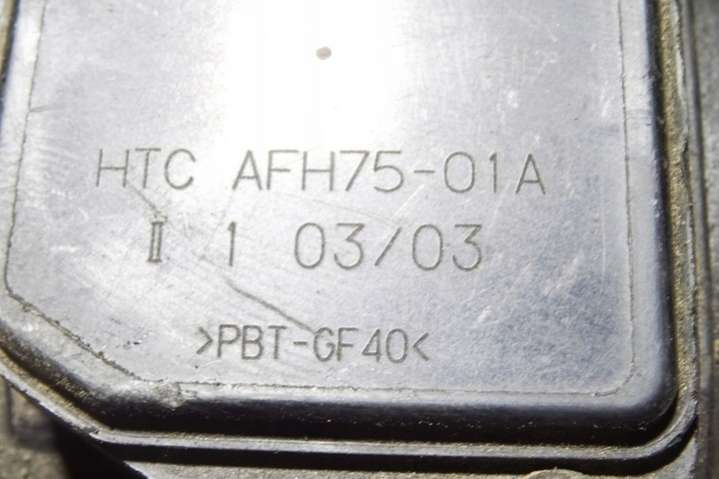 HTC AFH75-01A
II 1 03/03
>PBT-GF40<